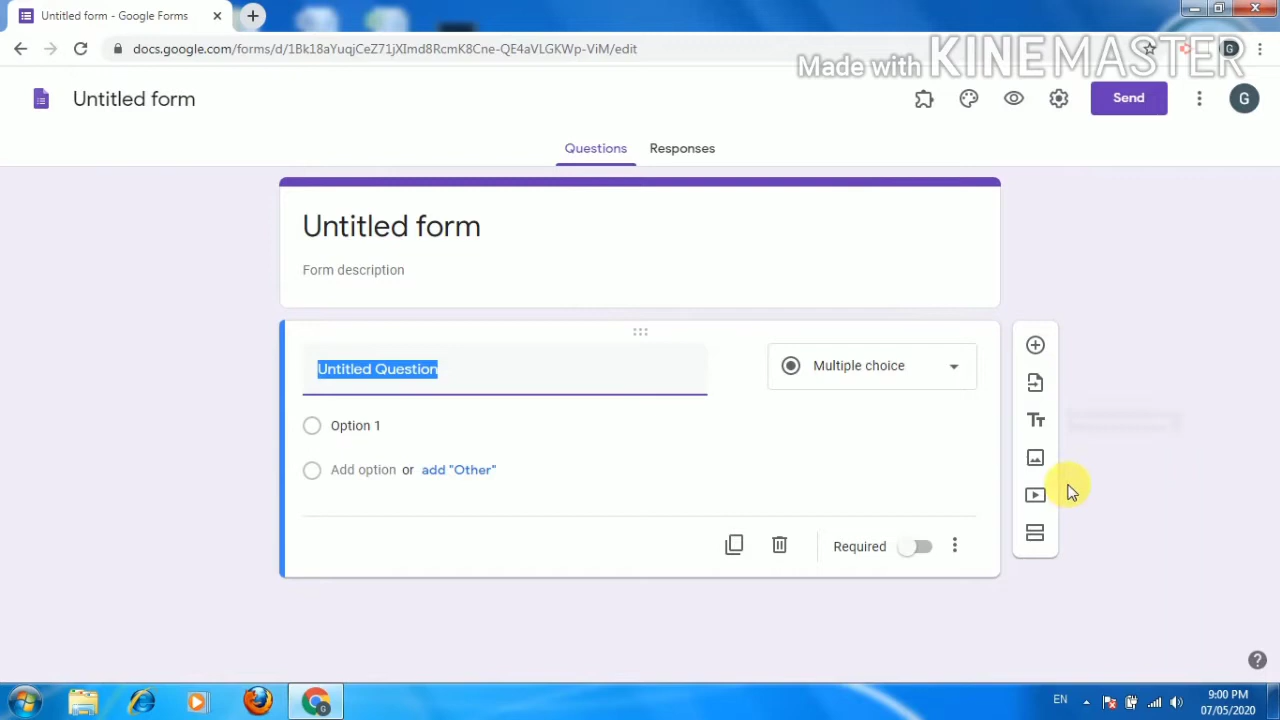 Untitled form - Google Forms
docs.google.com/forms/d/1Bk18aYuqjCeZ71jXImd8RcmK8Cne-QE4aVLGKWp-ViM/edit
G
Made with KINEMASTER
Untitled form
Send
G
Questions Responses
Untitled form
Form description
Untitled Question
Multiple choice
Option 1
Add option or add "Other"
Required
EN
9:00 PM
07/05/2020